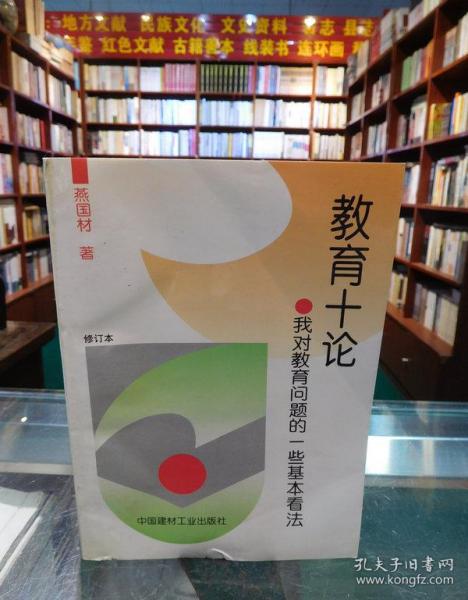 地方文献 民族文化 文史资料 县志
红色文献 古籍善本 线装书 连环画
教育十论
我对教育问题的一些基本看法
燕国材 著
修订本
中国建材工业出版社
孔夫子旧书网
www.kongfz.com